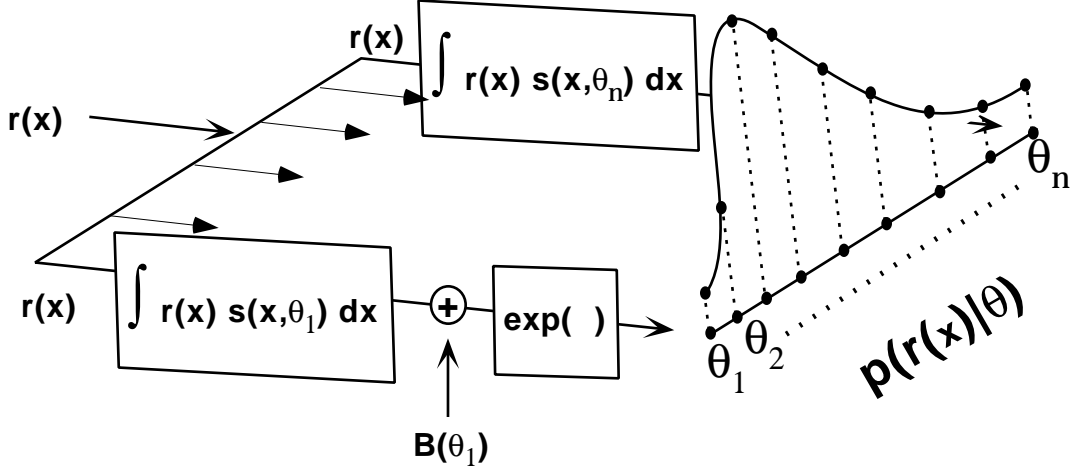 r(x)
∫ r(x) s(x,θₙ) dx
r(x)
r(x)
∫ r(x) s(x,θ₁) dx
+
exp( )
B(θ₁)
θ₁
θ₂
θₙ
p(r(x)|θ)